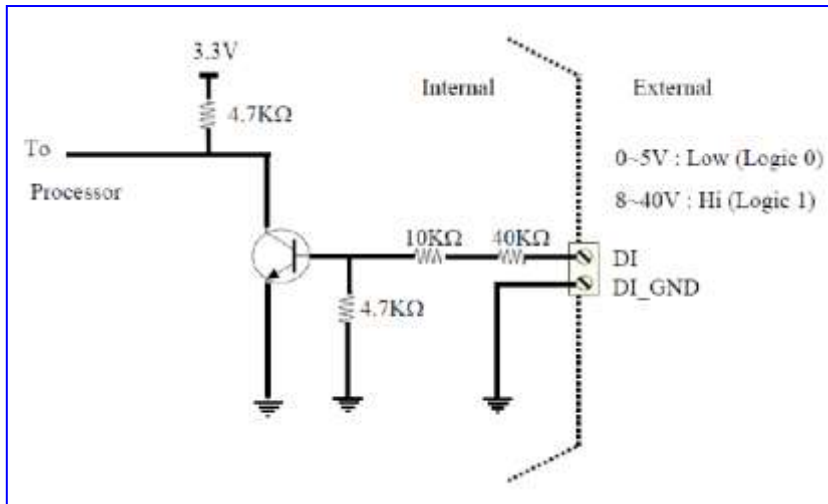 3.3V
4.7KΩ
Internal
External
To
Processor
0~5V : Low (Logic 0)
8~40V : Hi (Logic 1)
10KΩ
40KΩ
DI
DI_GND
4.7KΩ